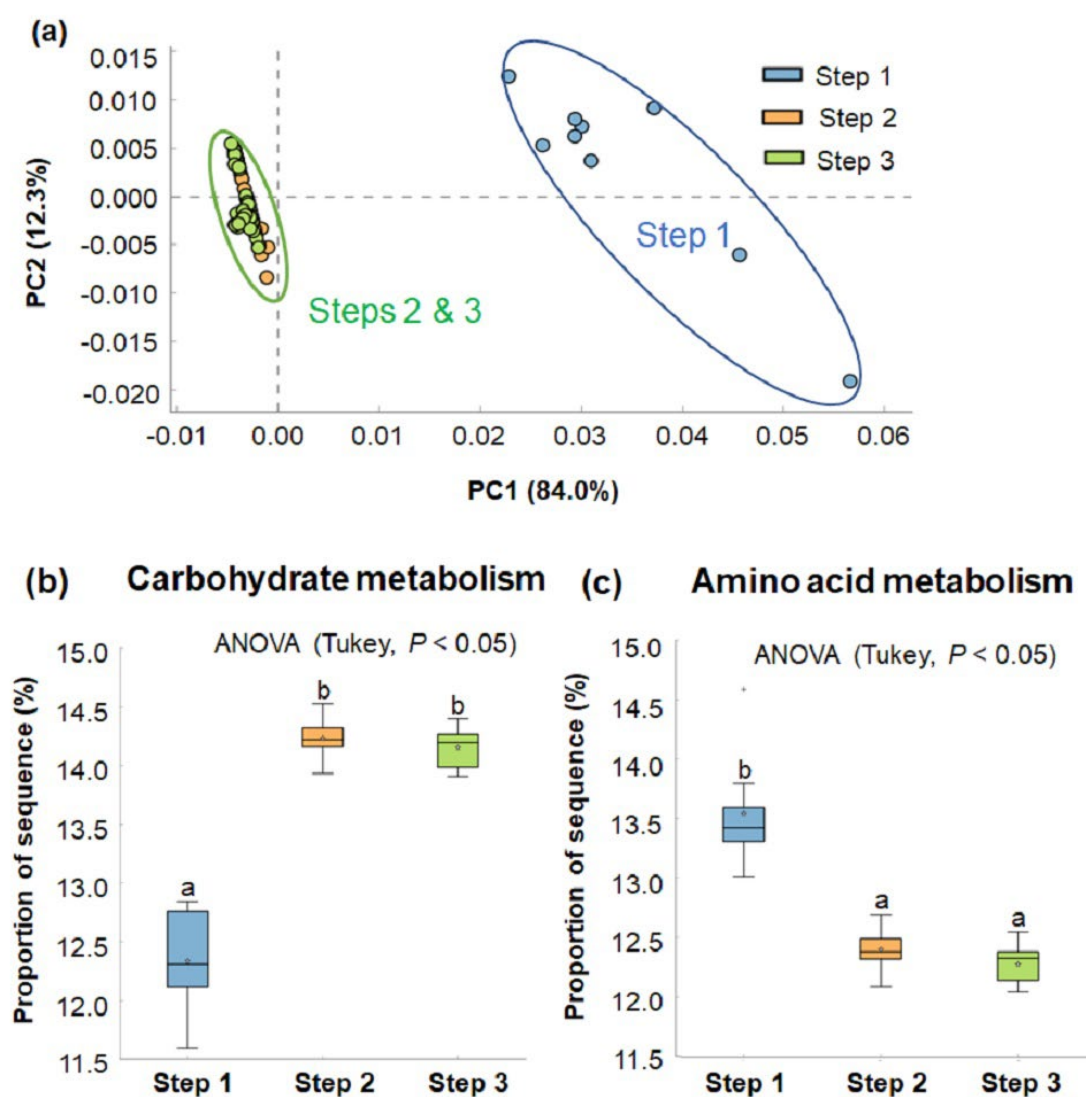 (a)
0.015
0.010
0.005
0.000
-0.005
-0.010
-0.015
-0.020
PC2 (12.3%)
Step 1
Step 2
Step 3
Step 1
Steps 2 & 3
-0.01 0.00 0.01 0.02 0.03 0.04 0.05 0.06
PC1 (84.0%)
(b) Carbohydrate metabolism
ANOVA (Tukey, P < 0.05)
Proportion of sequence (%)
15.0
14.5
14.0
13.5
13.0
12.5
12.0
11.5
a
b
b
Step 1 Step 2 Step 3
(c) Amino acid metabolism
ANOVA (Tukey, P < 0.05)
Proportion of sequence (%)
15.0
14.5
14.0
13.5
13.0
12.5
12.0
11.5
b
a
a
Step 1 Step 2 Step 3